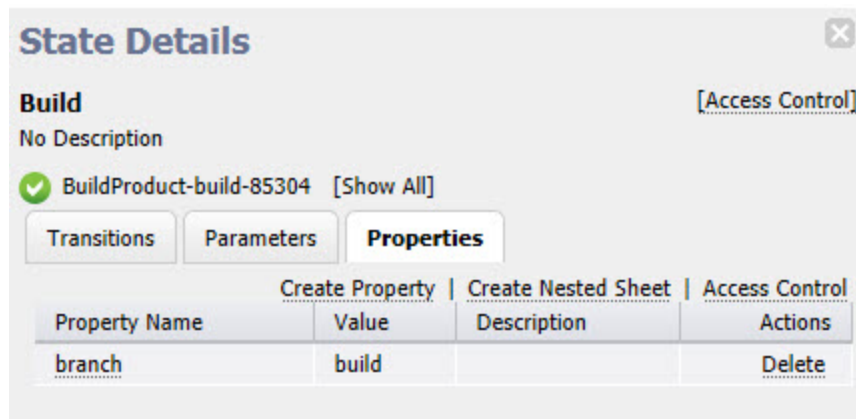 State Details
Build
[Access Control]
No Description
BuildProduct-build-85304 [Show All]
Transitions Parameters Properties
Create Property | Create Nested Sheet | Access Control
Property Name Value Description Actions
branch build Delete